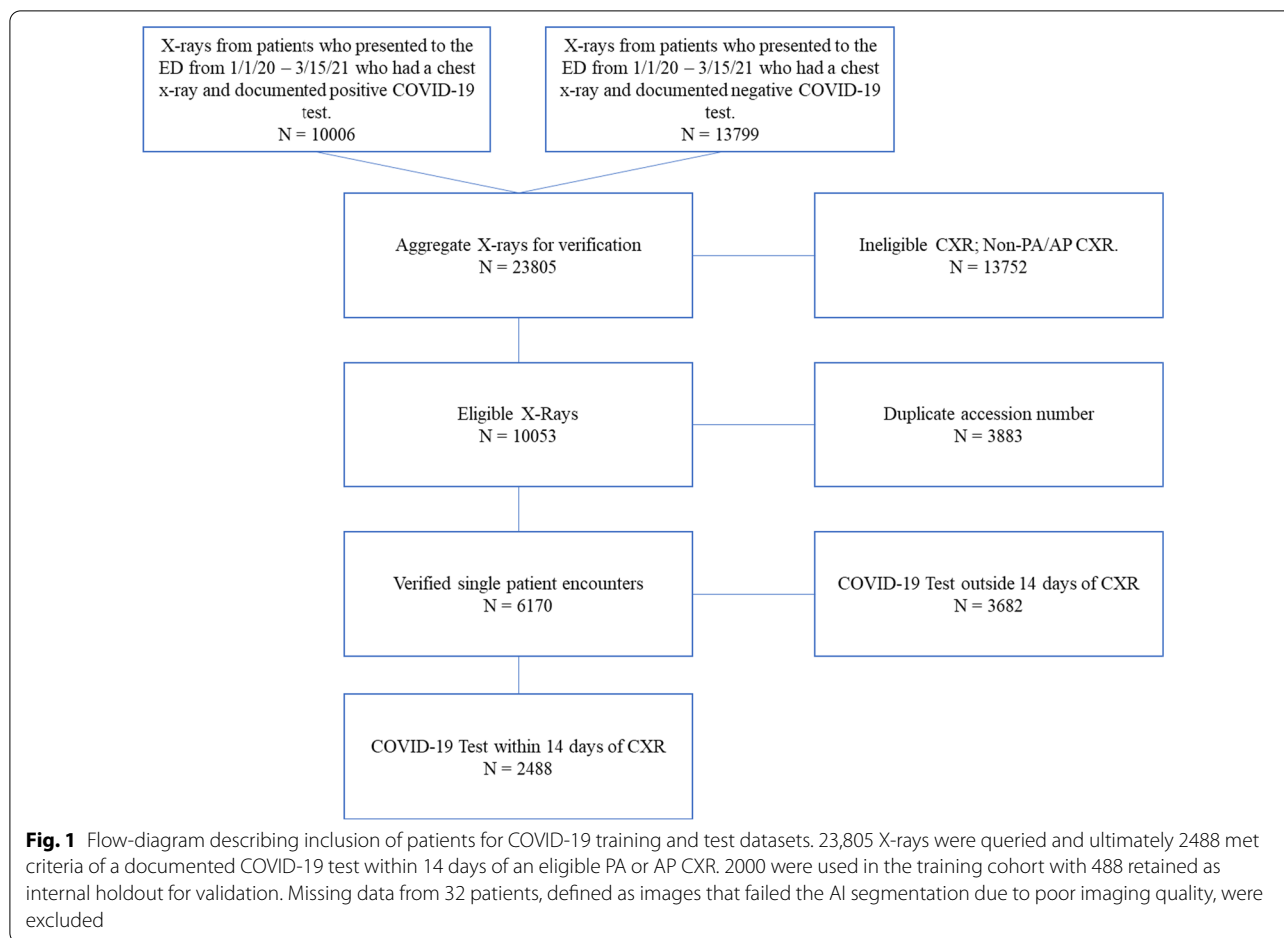 X-rays from patients who presented to the
ED from 1/1/20 – 3/15/21 who had a chest
x-ray and documented positive COVID-19
test.
N = 10006
X-rays from patients who presented to the
ED from 1/1/20 – 3/15/21 who had a chest
x-ray and documented negative COVID-19
test.
N = 13799
Aggregate X-rays for verification
N = 23805
Ineligible CXR; Non-PA/AP CXR.
N = 13752
Eligible X-Rays
N = 10053
Duplicate accession number
N = 3883
Verified single patient encounters
N = 6170
COVID-19 Test outside 14 days of CXR
N = 3682
COVID-19 Test within 14 days of CXR
N = 2488
Fig. 1 Flow-diagram describing inclusion of patients for COVID-19 training and test datasets. 23,805 X-rays were queried and ultimately 2488 met
criteria of a documented COVID-19 test within 14 days of an eligible PA or AP CXR. 2000 were used in the training cohort with 488 retained as
internal holdout for validation. Missing data from 32 patients, defined as images that failed the AI segmentation due to poor imaging quality, were
excluded